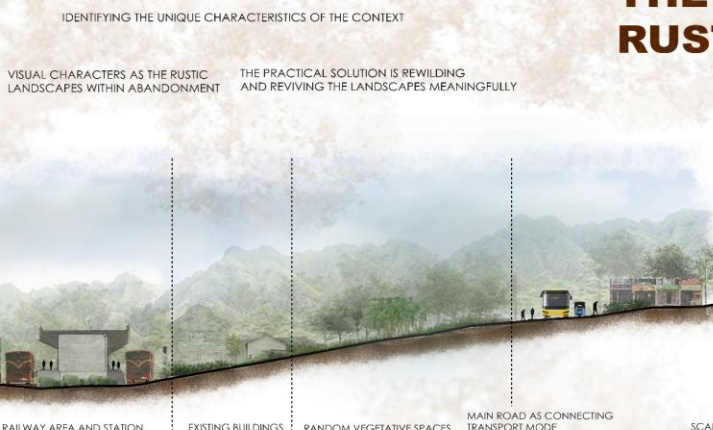 THE
RUST
IDENTIFYING THE UNIQUE CHARACTERISTICS OF THE CONTEXT
VISUAL CHARACTERS AS THE RUSTIC
LANDSCAPES WITHIN ABANDONMENT
THE PRACTICAL SOLUTION IS REWILDING
AND REVIVING THE LANDSCAPES MEANINGFULLY
RAILWAY AREA AND STATION
EXISTING BUILDINGS
RANDOM VEGETATIVE SPACES
MAIN ROAD AS CONNECTING
TRANSPORT MODE